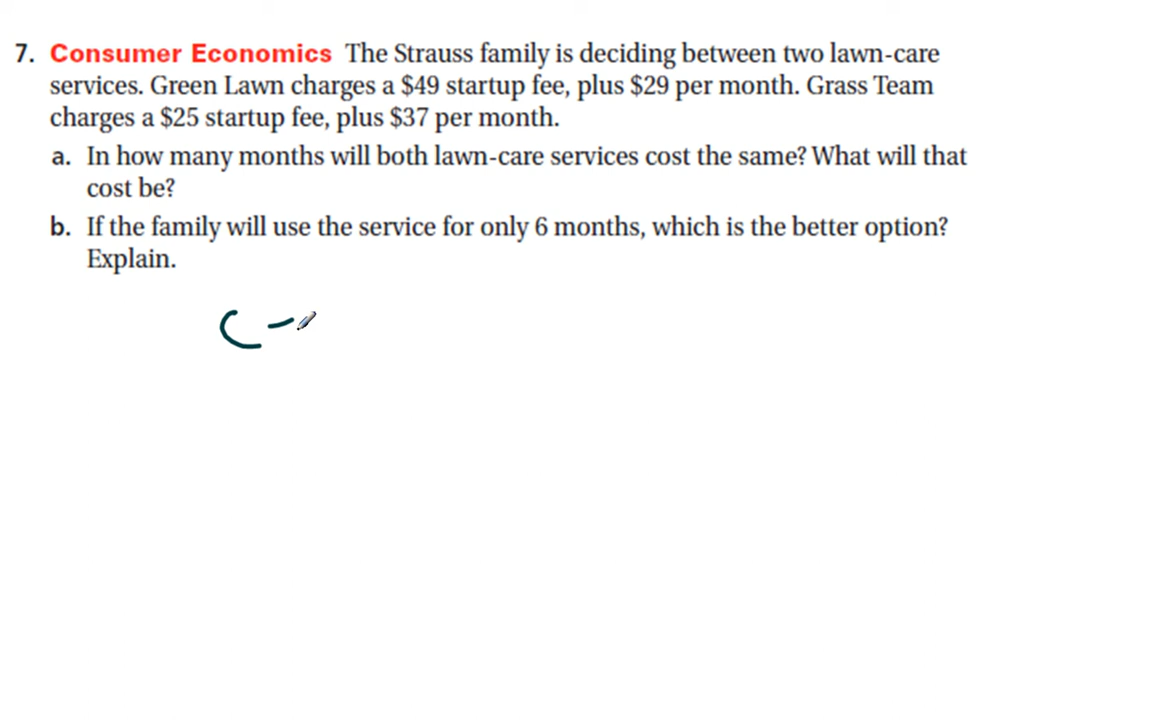 7. Consumer Economics The Strauss family is deciding between two lawn-care
services. Green Lawn charges a $49 startup fee, plus $29 per month. Grass Team
charges a $25 startup fee, plus $37 per month.
a. In how many months will both lawn-care services cost the same? What will that
cost be?
b. If the family will use the service for only 6 months, which is the better option?
Explain.
C -